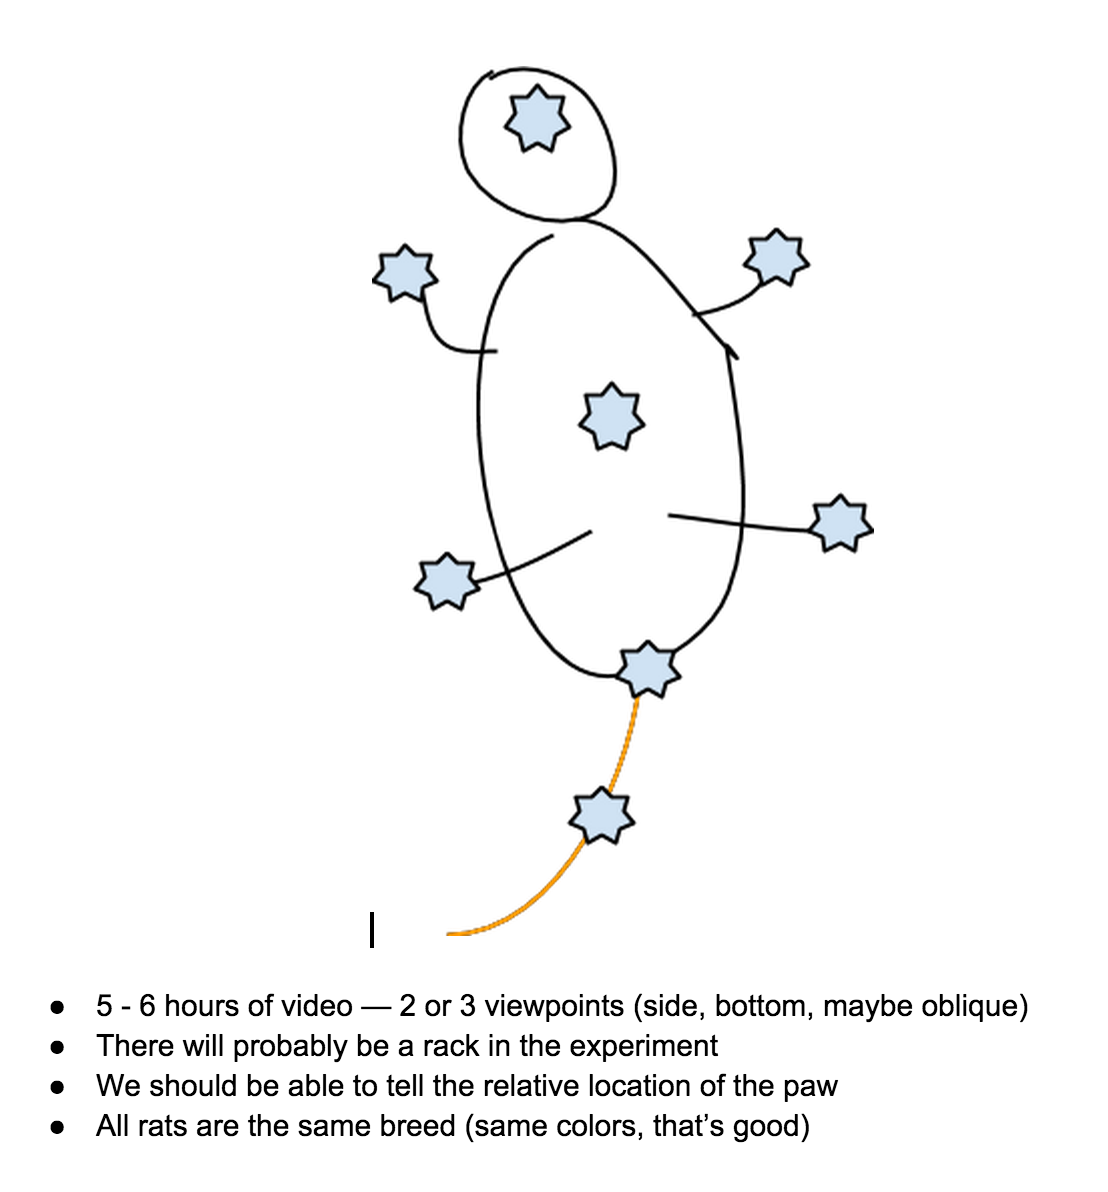 ● 5 - 6 hours of video — 2 or 3 viewpoints (side, bottom, maybe oblique)
● There will probably be a rack in the experiment
● We should be able to tell the relative location of the paw
● All rats are the same breed (same colors, that’s good)